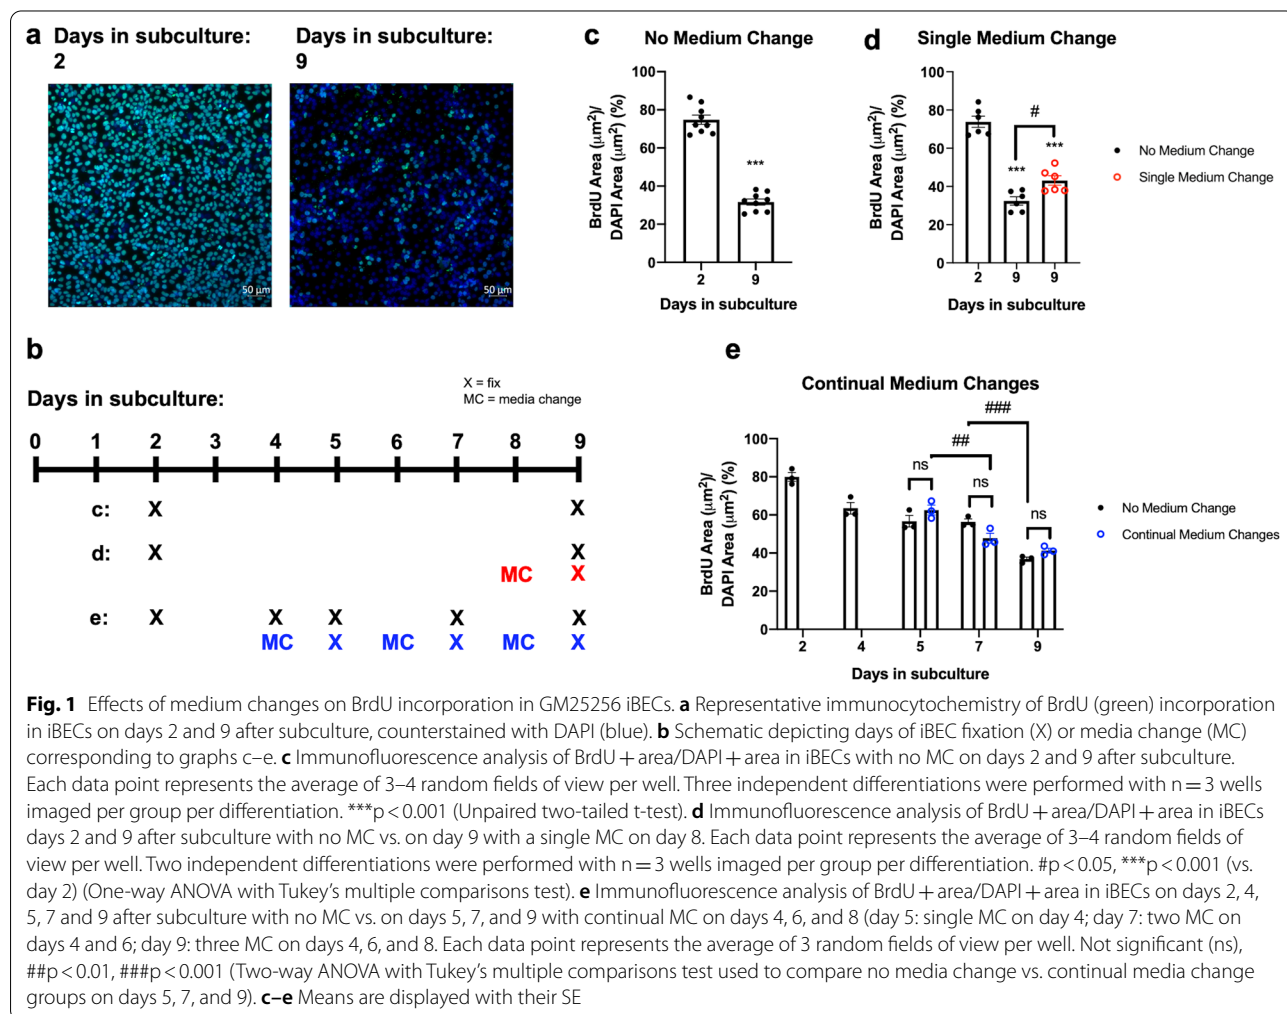 a Days in subculture:
2
Days in subculture:
9
50 µm
50 µm
c No Medium Change
BrdU Area (µm²)/
DAPI Area (µm²) (%)
100
80
60
40
20
0
***
2 9
Days in subculture
d Single Medium Change
BrdU Area (µm²)/
DAPI Area (µm²) (%)
100
80
60
40
20
0
#
***
***
2 9 9
Days in subculture
No Medium Change
Single Medium Change
b
X = fix
MC = media change
Days in subculture:
0 1 2 3 4 5 6 7 8 9
c: X X
d: X X
MC X
e: X X X X X
MC X MC X MC X
e
Continual Medium Changes
BrdU Area (µm²)/
DAPI Area (µm²) (%)
100
80
60
40
20
0
###
##
ns
ns
ns
2 4 5 7 9
Days in subculture
No Medium Change
Continual Medium Changes
Fig. 1 Effects of medium changes on BrdU incorporation in GM25256 iBECs. a Representative immunocytochemistry of BrdU (green) incorporation
in iBECs on days 2 and 9 after subculture, counterstained with DAPI (blue). b Schematic depicting days of iBEC fixation (X) or media change (MC)
corresponding to graphs c–e. c Immunofluorescence analysis of BrdU + area/DAPI + area in iBECs with no MC on days 2 and 9 after subculture.
Each data point represents the average of 3–4 random fields of view per well. Three independent differentiations were performed with n = 3 wells
imaged per group per differentiation. ***p < 0.001 (Unpaired two-tailed t-test). d Immunofluorescence analysis of BrdU + area/DAPI + area in iBECs
days 2 and 9 after subculture with no MC vs. on day 9 with a single MC on day 8. Each data point represents the average of 3–4 random fields of
view per well. Two independent differentiations were performed with n = 3 wells imaged per group per differentiation. #p < 0.05, ***p < 0.001 (vs.
day 2) (One-way ANOVA with Tukey's multiple comparisons test). e Immunofluorescence analysis of BrdU + area/DAPI + area in iBECs on days 2, 4,
5, 7 and 9 after subculture with no MC vs. on days 5, 7, and 9 with continual MC on days 4, 6, and 8 (day 5: single MC on day 4; day 7: two MC on
days 4 and 6; day 9: three MC on days 4, 6, and 8. Each data point represents the average of 3 random fields of view per well. Not significant (ns),
##p < 0.01, ###p < 0.001 (Two-way ANOVA with Tukey's multiple comparisons test used to compare no media change vs. continual media change
groups on days 5, 7, and 9). c–e Means are displayed with their SE